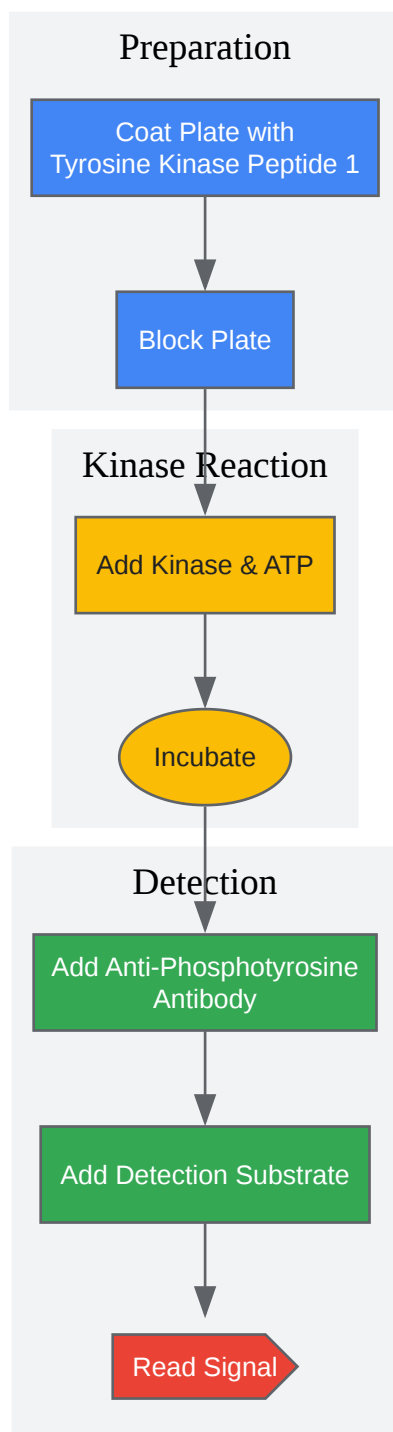 Preparation
Coat Plate with
Tyrosine Kinase Peptide 1
Block Plate
Kinase Reaction
Add Kinase & ATP
Incubate
Detection
Add Anti-Phosphotyrosine
Antibody
Add Detection Substrate
Read Signal